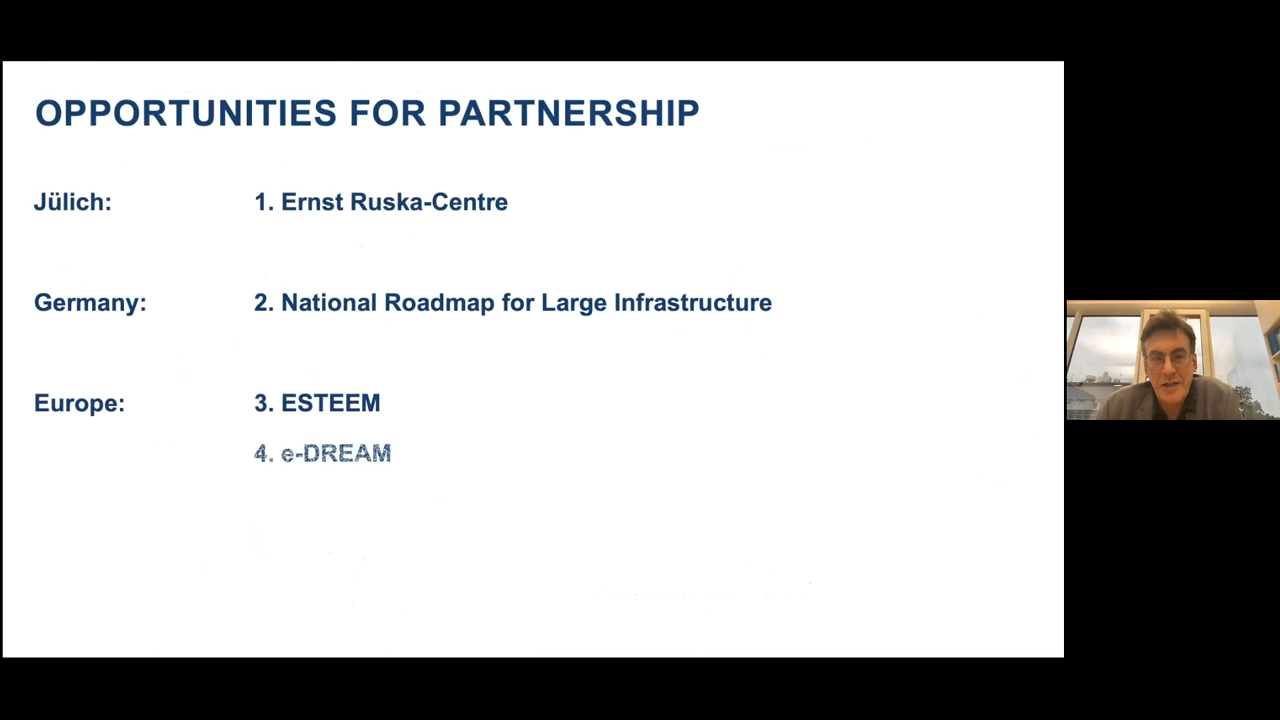 OPPORTUNITIES FOR PARTNERSHIP
Jülich: 1. Ernst Ruska-Centre
Germany: 2. National Roadmap for Large Infrastructure
Europe: 3. ESTEEM
4. e-DREAM